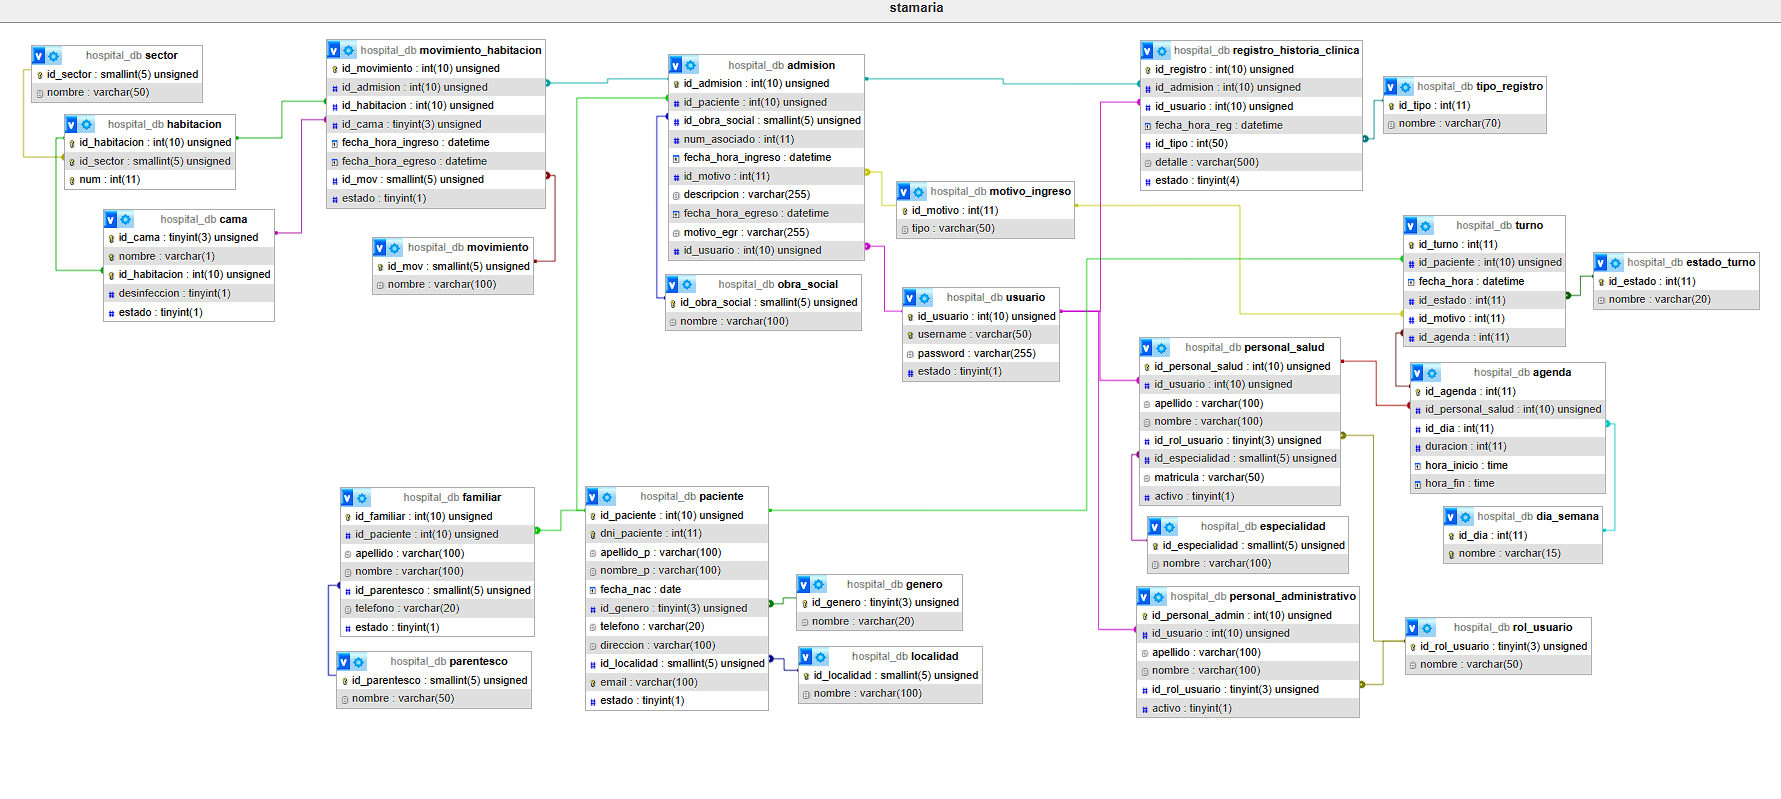 stamaria
hospital_db sector
id_sector : smallint(5) unsigned
nombre : varchar(50)
hospital_db habitacion
id_habitacion : int(10) unsigned
id_sector : smallint(5) unsigned
num : int(11)
hospital_db cama
id_cama : tinyint(3) unsigned
nombre : varchar(1)
id_habitacion : int(10) unsigned
desinfeccion : tinyint(1)
estado : tinyint(1)
hospital_db movimiento_habitacion
id_movimiento : int(10) unsigned
id_admision : int(10) unsigned
id_habitacion : int(10) unsigned
id_cama : tinyint(3) unsigned
fecha_hora_ingreso : datetime
fecha_hora_egreso : datetime
id_mov : smallint(5) unsigned
estado : tinyint(1)
hospital_db movimiento
id_mov : smallint(5) unsigned
nombre : varchar(100)
hospital_db admision
id_admision : int(10) unsigned
id_paciente : int(10) unsigned
id_obra_social : smallint(5) unsigned
num_asociado : int(11)
fecha_hora_ingreso : datetime
id_motivo : int(11)
descripcion : varchar(255)
fecha_hora_egreso : datetime
motivo_egr : varchar(255)
id_usuario : int(10) unsigned
hospital_db obra_social
id_obra_social : smallint(5) unsigned
nombre : varchar(100)
hospital_db motivo_ingreso
id_motivo : int(11)
tipo : varchar(50)
hospital_db usuario
id_usuario : int(10) unsigned
username : varchar(50)
password : varchar(255)
estado : tinyint(1)
hospital_db registro_historia_clinica
id_registro : int(10) unsigned
id_admision : int(10) unsigned
id_usuario : int(10) unsigned
fecha_hora_reg : datetime
id_tipo : int(50)
detalle : varchar(500)
estado : tinyint(4)
hospital_db tipo_registro
id_tipo : int(11)
nombre : varchar(70)
hospital_db turno
id_turno : int(11)
id_paciente : int(10) unsigned
fecha_hora : datetime
id_estado : int(11)
id_motivo : int(11)
id_agenda : int(11)
hospital_db estado_turno
id_estado : int(11)
nombre : varchar(20)
hospital_db personal_salud
id_personal_salud : int(10) unsigned
id_usuario : int(10) unsigned
apellido : varchar(100)
nombre : varchar(100)
id_rol_usuario : tinyint(3) unsigned
id_especialidad : smallint(5) unsigned
matricula : varchar(50)
activo : tinyint(1)
hospital_db agenda
id_agenda : int(11)
id_personal_salud : int(10) unsigned
id_dia : int(11)
duracion : int(11)
hora_inicio : time
hora_fin : time
hospital_db dia_semana
id_dia : int(11)
nombre : varchar(15)
hospital_db especialidad
id_especialidad : smallint(5) unsigned
nombre : varchar(100)
hospital_db personal_administrativo
id_personal_admin : int(10) unsigned
id_usuario : int(10) unsigned
apellido : varchar(100)
nombre : varchar(100)
id_rol_usuario : tinyint(3) unsigned
activo : tinyint(1)
hospital_db rol_usuario
id_rol_usuario : tinyint(3) unsigned
nombre : varchar(50)
hospital_db familiar
id_familiar : int(10) unsigned
id_paciente : int(10) unsigned
apellido : varchar(100)
nombre : varchar(100)
id_parentesco : smallint(5) unsigned
telefono : varchar(20)
estado : tinyint(1)
hospital_db parentesco
id_parentesco : smallint(5) unsigned
nombre : varchar(50)
hospital_db paciente
id_paciente : int(10) unsigned
dni_paciente : int(11)
apellido_p : varchar(100)
nombre_p : varchar(100)
fecha_nac : date
id_genero : tinyint(3) unsigned
telefono : varchar(20)
direccion : varchar(100)
id_localidad : smallint(5) unsigned
email : varchar(100)
estado : tinyint(1)
hospital_db genero
id_genero : tinyint(3) unsigned
nombre : varchar(20)
hospital_db localidad
id_localidad : smallint(5) unsigned
nombre : varchar(100)